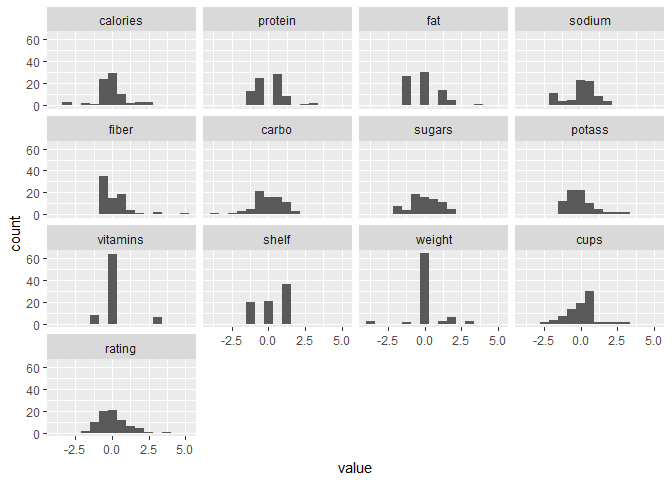 calories protein fat sodium
60
40
20
0
fiber carbo sugars potass
60
40
20
0
count
vitamins shelf weight cups
60
40
20
0
-2.5 0.0 2.5 5.0 -2.5 0.0 2.5 5.0 -2.5 0.0 2.5 5.0
rating
60
40
20
0
-2.5 0.0 2.5 5.0
value